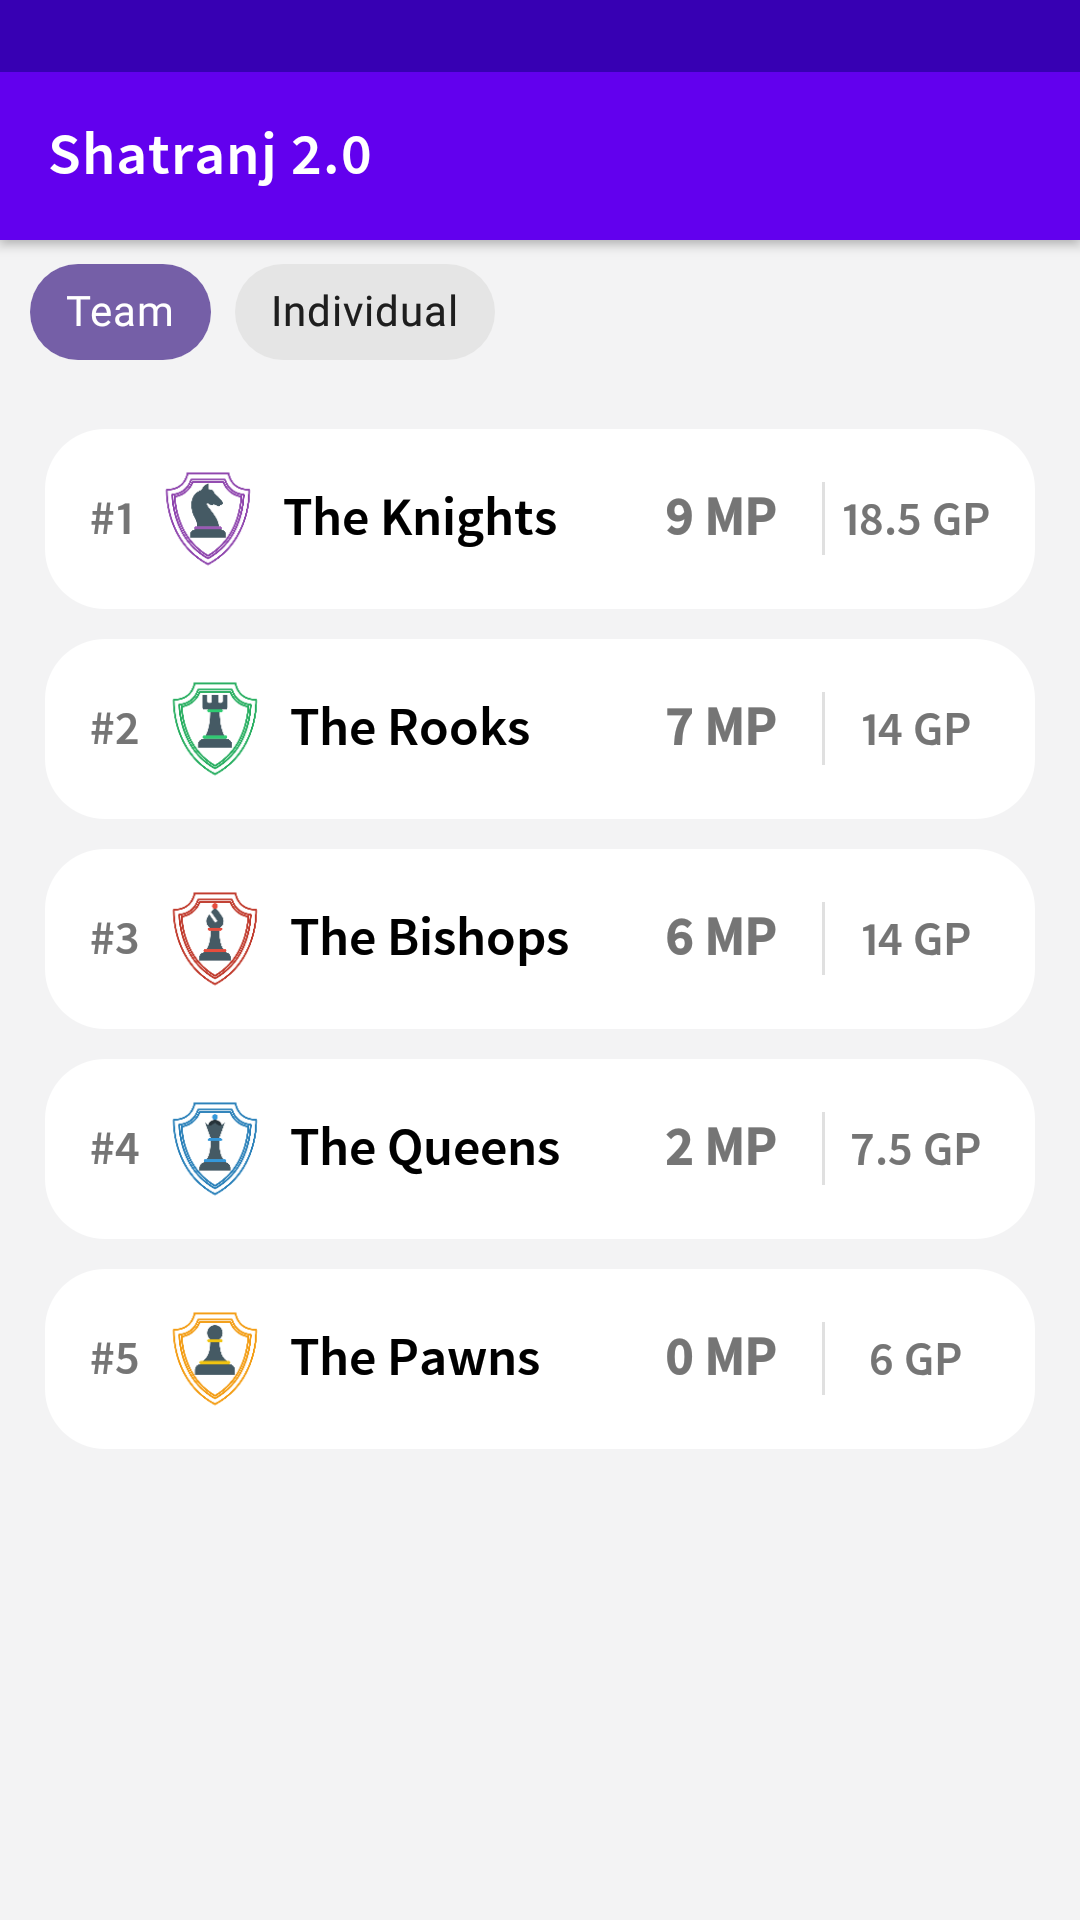 Shatranj 2.0
Team Individual
#1 The Knights 9 MP 18.5 GP
#2 The Rooks 7 MP 14 GP
#3 The Bishops 6 MP 14 GP
#4 The Queens 2 MP 7.5 GP
#5 The Pawns 0 MP 6 GP